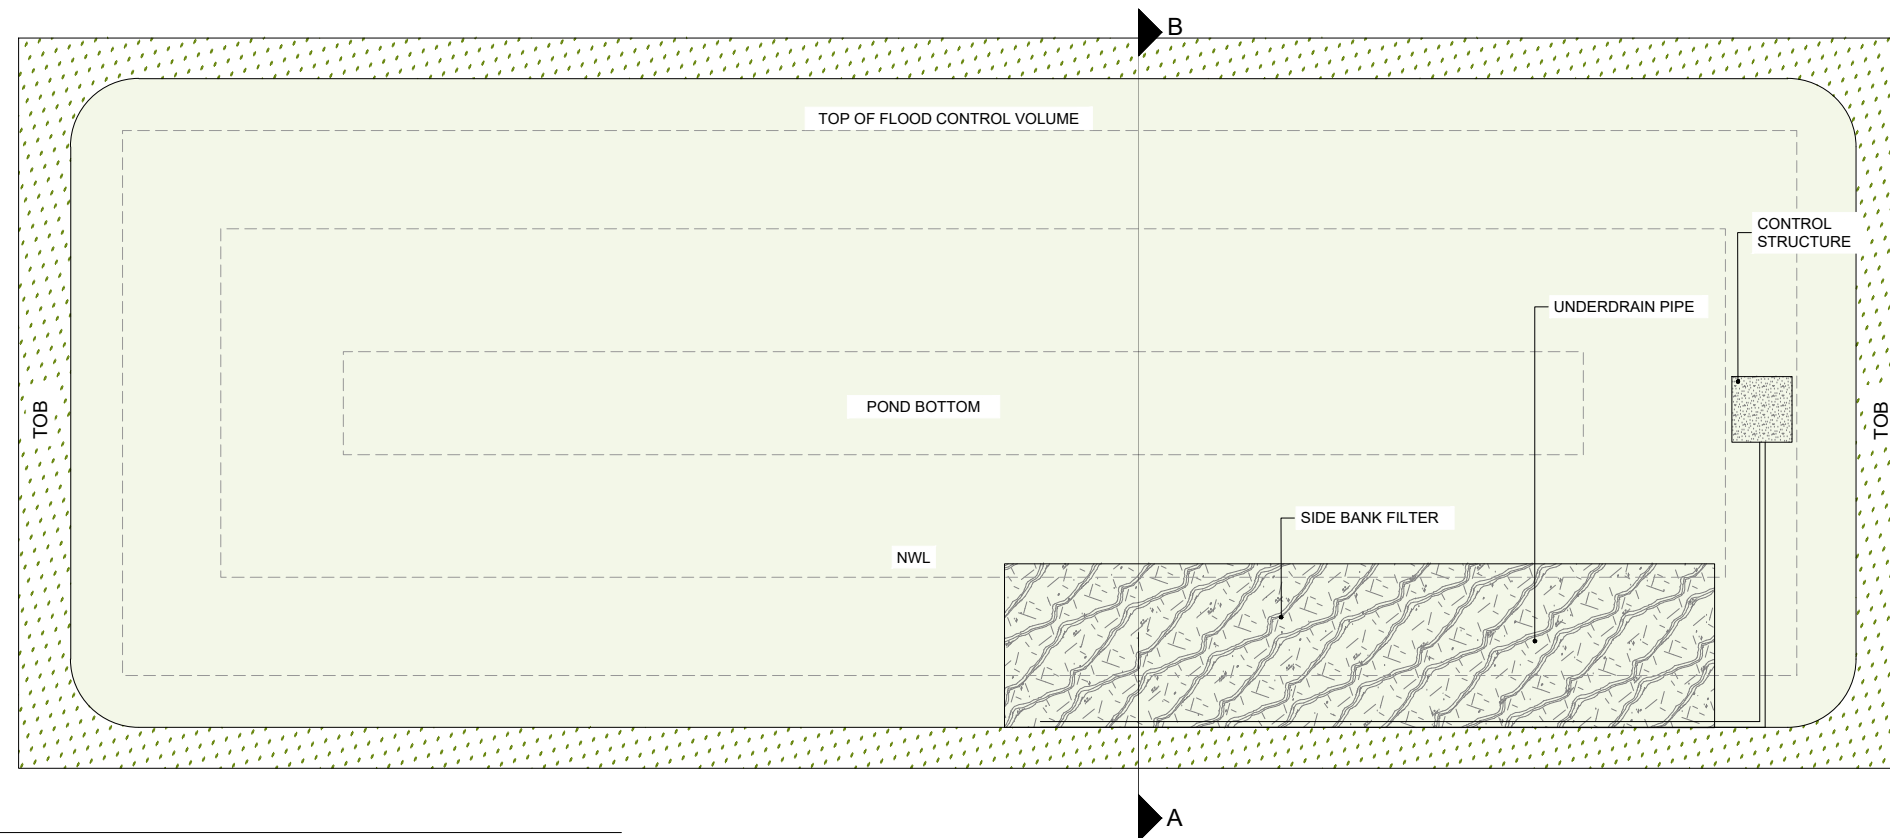 B
TOP OF FLOOD CONTROL VOLUME
CONTROL
STRUCTURE
UNDERDRAIN PIPE
POND BOTTOM
TOB
TOB
SIDE BANK FILTER
NWL
A